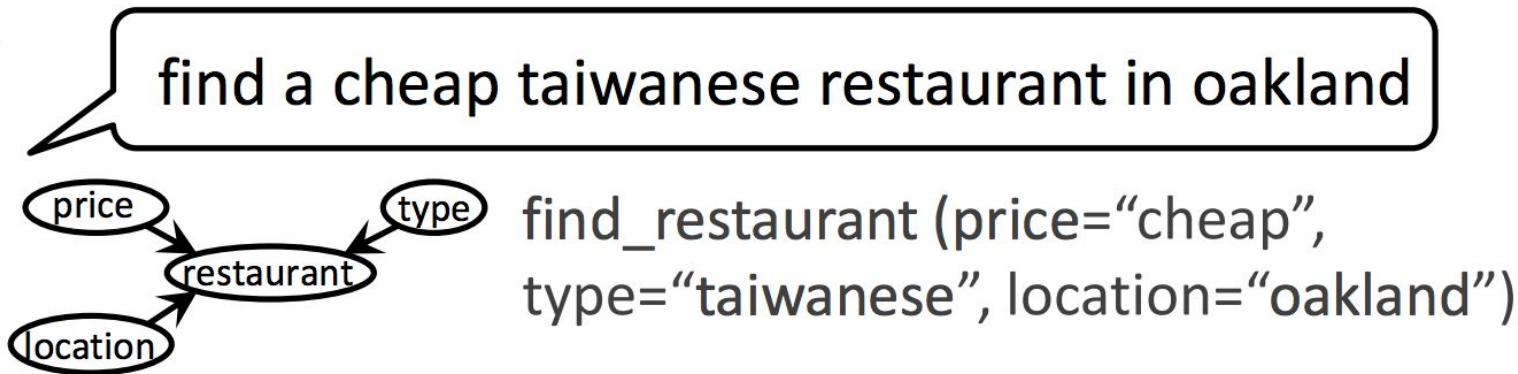 find a cheap taiwanese restaurant in oakland
price
type
restaurant
location
find_restaurant (price=“cheap”,
type=“taiwanese”, location=“oakland”)